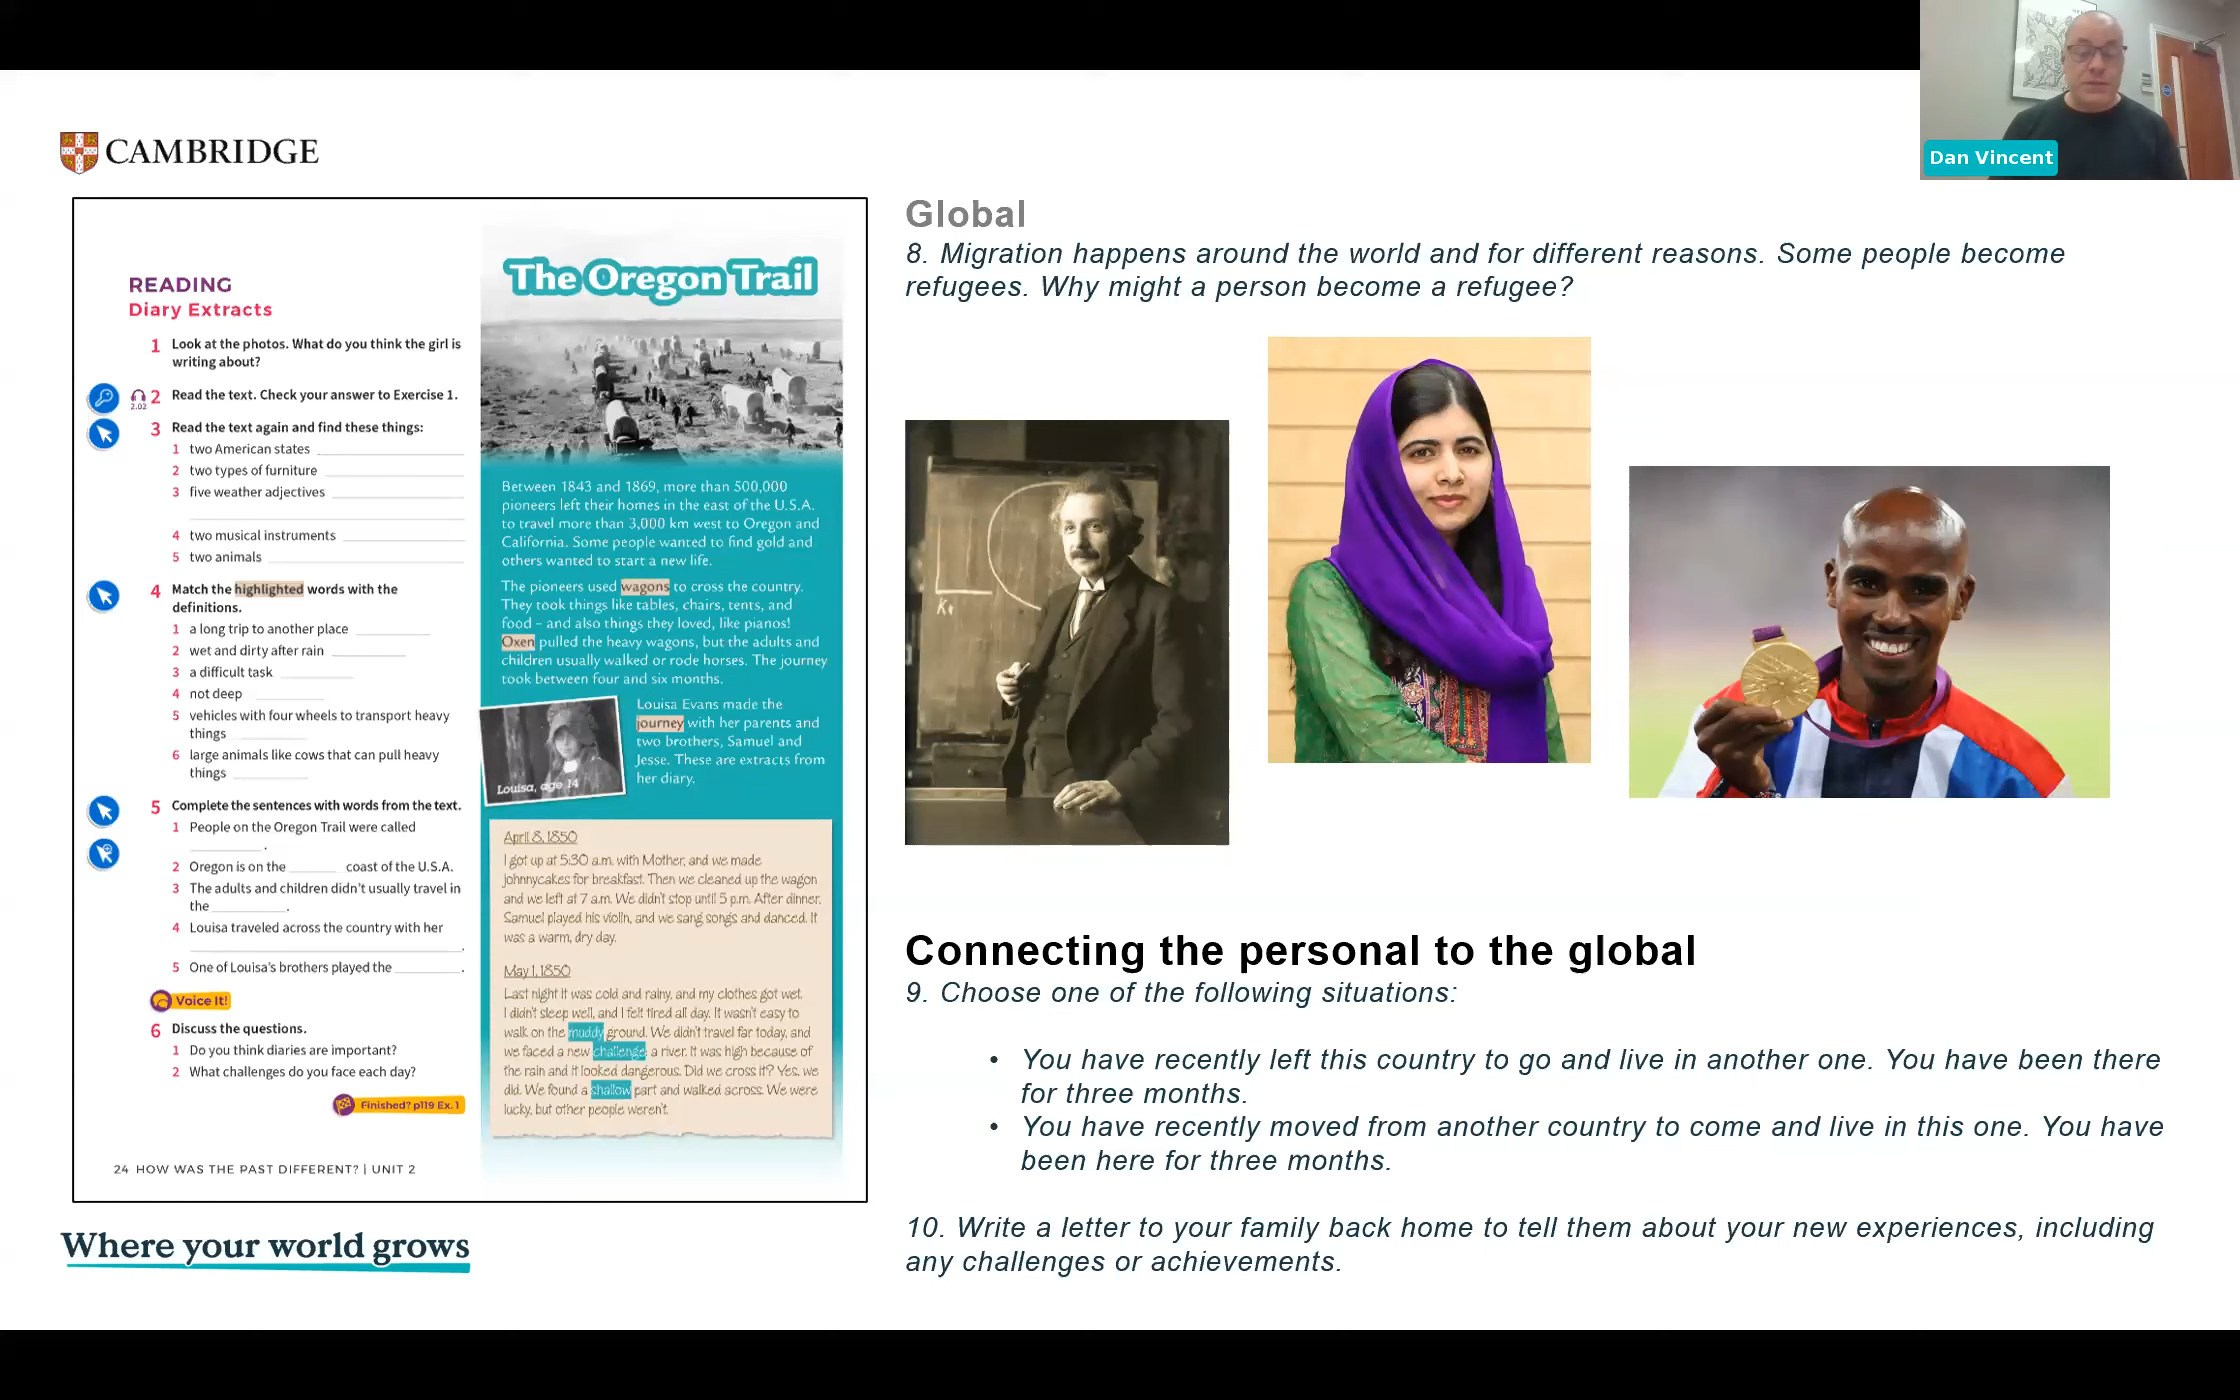 Dan Vincent
CAMBRIDGE
READING
Diary Extracts
1 Look at the photos. What do you think the girl is
writing about?
2.02 2 Read the text. Check your answer to Exercise 1.
3 Read the text again and find these things:
1 two American states
2 two types of furniture
3 five weather adjectives
4 two musical instruments
5 two animals
4 Match the highlighted words with the
definitions.
1 a long trip to another place
2 wet and dirty after rain
3 a difficult task
4 not deep
5 vehicles with four wheels to transport heavy
things
6 large animals like cows that can pull heavy
things
5 Complete the sentences with words from the text.
1 People on the Oregon Trail were called
.
2 Oregon is on the ______ coast of the U.S.A.
3 The adults and children didn't usually travel in
the ______.
4 Louisa traveled across the country with her
.
5 One of Louisa's brothers played the ______.
Voice It!
6 Discuss the questions.
1 Do you think diaries are important?
2 What challenges do you face each day?
Finished? p119 Ex. 1
24 HOW WAS THE PAST DIFFERENT? | UNIT 2
The Oregon Trail
Between 1843 and 1869, more than 500,000
pioneers left their homes in the east of the U.S.A.
to travel more than 3,000 km west to Oregon and
California. Some people wanted to find gold and
others wanted to start a new life.
The pioneers used wagons to cross the country.
They took things like tables, chairs, tents, and
food – and also things they loved, like pianos!
Oxen pulled the heavy wagons, but the adults and
children usually walked or rode horses. The journey
took between four and six months.
Louisa, age 14
Louisa Evans made the
journey with her parents and
two brothers, Samuel and
Jesse. These are extracts from
her diary.
April 8, 1850
I got up at 5:30 a.m. with Mother, and we made
johnnycakes for breakfast. Then we cleaned up the wagon
and we left at 7 a.m. We didn't stop until 5 p.m. After dinner,
Samuel played his violin, and we sang songs and danced. It
was a warm, dry day.
May 1, 1850
Last night it was cold and rainy, and my clothes got wet.
I didn't sleep well, and I felt tired all day. It wasn't easy to
walk on the muddy ground. We didn't travel far today, and
we faced a new challenge: a river. It was high because of
the rain and it looked dangerous. Did we cross it? Yes, we
did. We found a shallow part and walked across. We were
lucky, but other people weren't.
Where your world grows
Global
8. Migration happens around the world and for different reasons. Some people become
refugees. Why might a person become a refugee?
Connecting the personal to the global
9. Choose one of the following situations:
• You have recently left this country to go and live in another one. You have been there
for three months.
• You have recently moved from another country to come and live in this one. You have
been here for three months.
10. Write a letter to your family back home to tell them about your new experiences, including
any challenges or achievements.